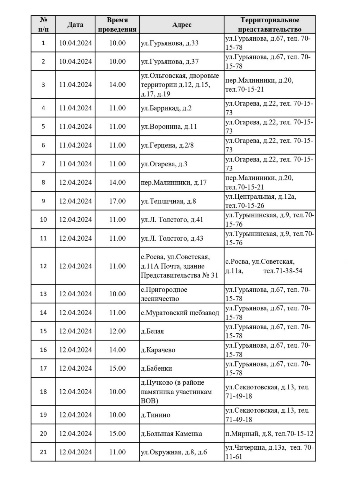 № п/п Дата Время проведения Адрес Территориальное представительство
1 10.04.2024 10.00 ул.Гурьянова, д.33 ул.Гурьянова, д.67, тел. 70-15-78
2 10.04.2024 10.00 ул.Гурьянова, д.37 ул.Гурьянова, д.67, тел. 70-15-78
3 11.04.2024 14.00 ул.Ольговская, дворовые территории д.12, д.15, д.17, д.19 пер.Малинники, д.20, тел.70-15-21
4 11.04.2024 11.00 ул.Баррикад, д.2 ул.Огарева, д.22, тел. 70-15-73
5 11.04.2024 11.00 ул.Воронина, д.11 ул.Огарева, д.22, тел. 70-15-73
6 11.04.2024 11.00 ул.Герцена, д.2/8 ул.Огарева, д.22, тел. 70-15-73
7 11.04.2024 11.00 ул.Огарева, д.3 ул.Огарева, д.22, тел. 70-15-73
8 12.04.2024 14.00 пер.Малинники, д.17 пер.Малинники, д.20, тел.70-15-21
9 12.04.2024 17.00 ул.Тепличная, д.8 ул.Центральная, д.12а, тел.70-15-26
10 12.04.2024 11.00 ул.Л. Толстого, д.41 ул.Турынинская, д.9, тел.70-15-76
11 12.04.2024 11.00 ул.Л. Толстого, д.43 ул.Турынинская, д.9, тел.70-15-76
12 12.04.2024 11.00 с.Росва, ул.Советская, д.11А Почта, здание Представительства № 31 с.Росва, ул.Советская, д.11а, тел.71-38-54
13 12.04.2024 10.00 с.Пригородное лесничество ул.Гурьянова, д.67, тел. 70-15-78
14 12.04.2024 11.00 с.Муратовский щебзавод ул.Гурьянова, д.67, тел. 70-15-78
15 12.04.2024 12.00 д.Белая ул.Гурьянова, д.67, тел. 70-15-78
16 12.04.2024 14.00 д.Карачево ул.Гурьянова, д.67, тел. 70-15-78
17 12.04.2024 15.00 д.Бабенки ул.Гурьянова, д.67, тел. 70-15-78
18 12.04.2024 10.00 д.Пучково (в районе памятника участникам ВОВ) ул.Секиотовская, д.13, тел. 71-49-18
19 12.04.2024 10.00 д.Тинино ул.Секиотовская, д.13, тел. 71-49-18
20 12.04.2024 15.00 д.Большая Каменка п.Мирный, д.8, тел.70-15-12
21 12.04.2024 11.00 ул.Окружная, д.8, д.6 ул.Чичерина, д.13а, тел. 70-11-61